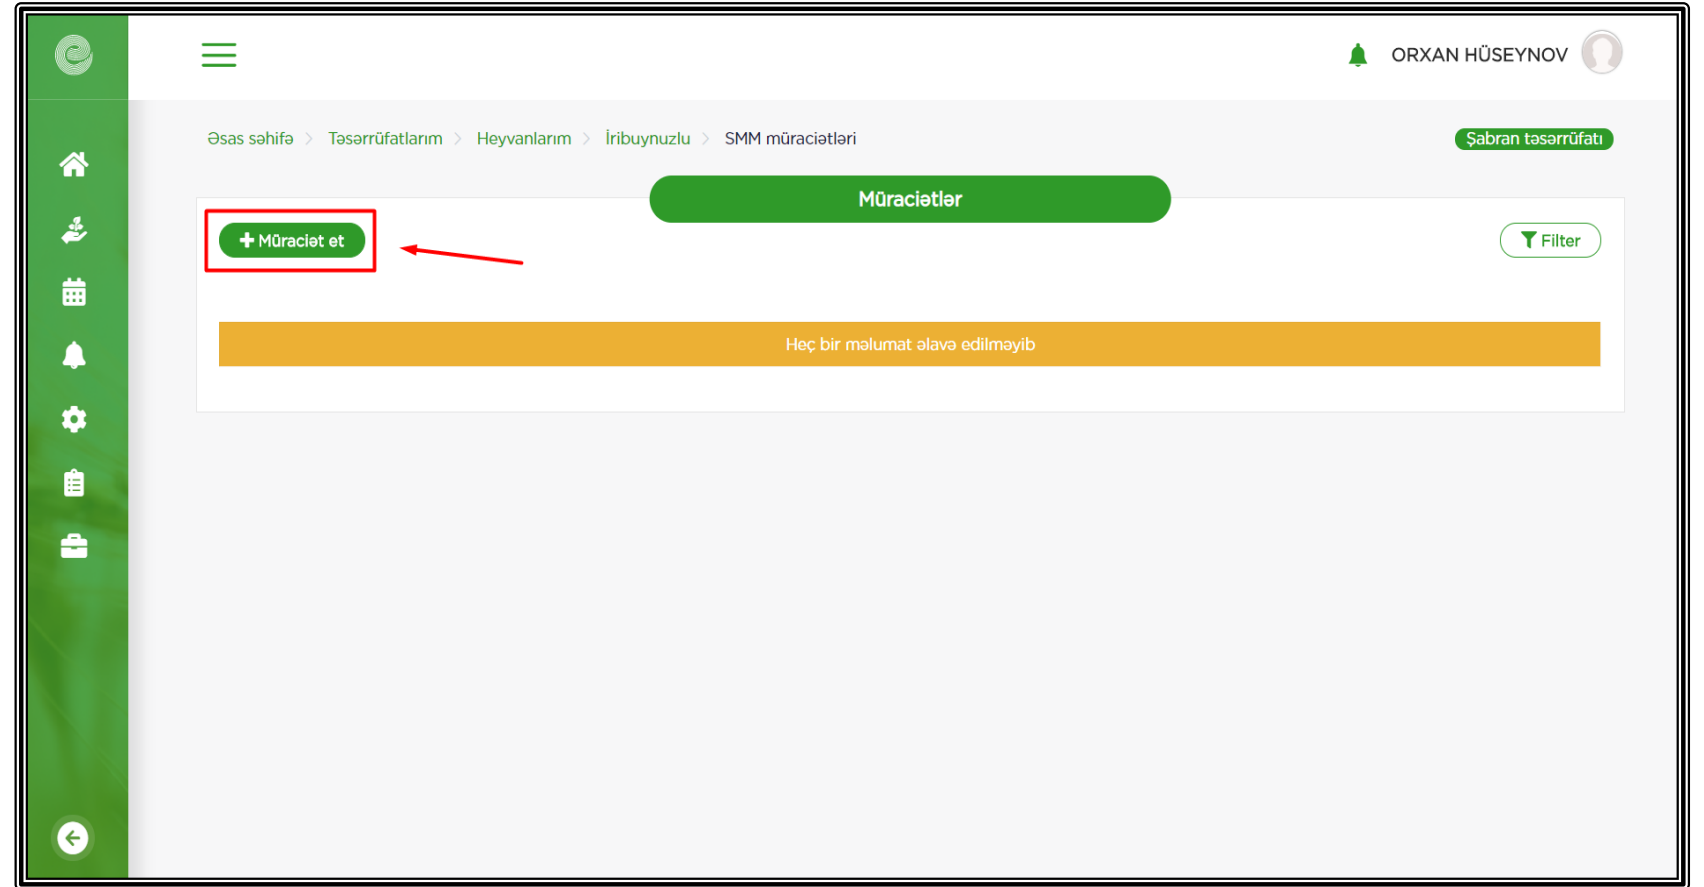 ORXAN HÜSEYNOV
Əsas səhifə > Təsərrüfatlarım > Heyvanlarım > İribuynuzlu > SMM müraciətləri
Şabran təsərrüfatı
Müraciətlər
+ Müraciət et
Filter
Heç bir məlumat əlavə edilməyib